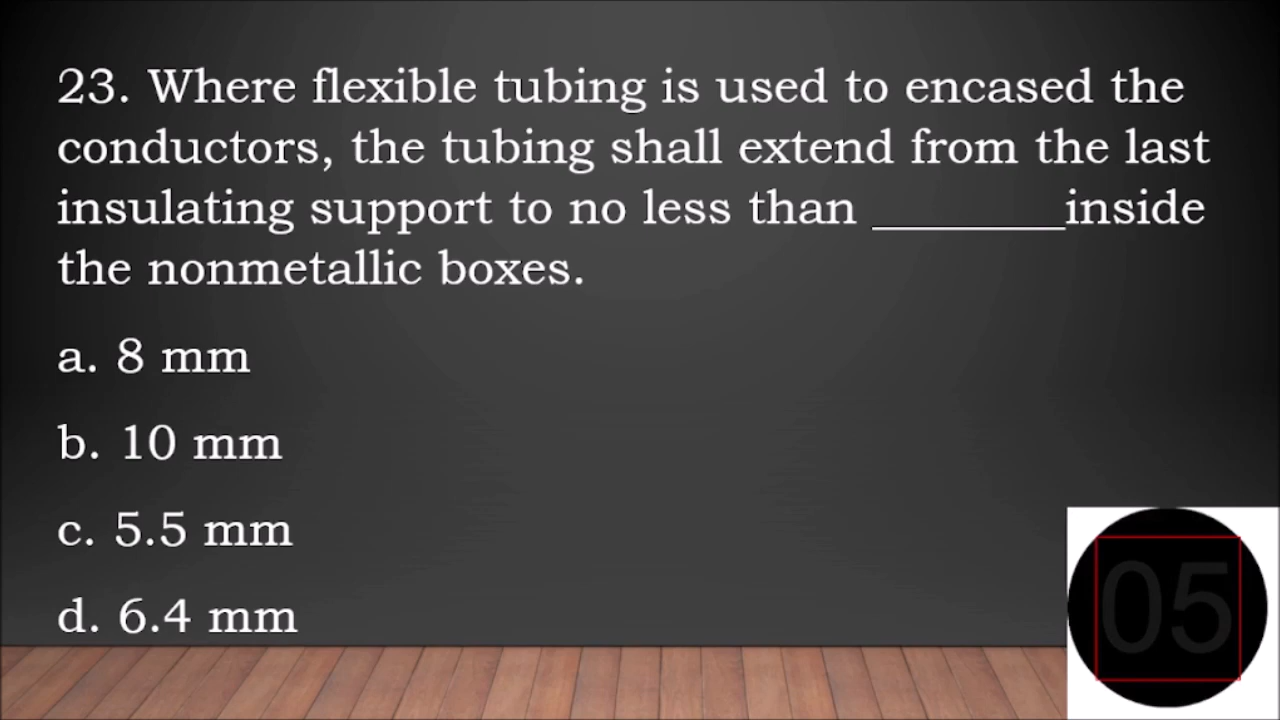 23. Where flexible tubing is used to encased the
conductors, the tubing shall extend from the last
insulating support to no less than ________inside
the nonmetallic boxes.
a. 8 mm
b. 10 mm
c. 5.5 mm
d. 6.4 mm
05